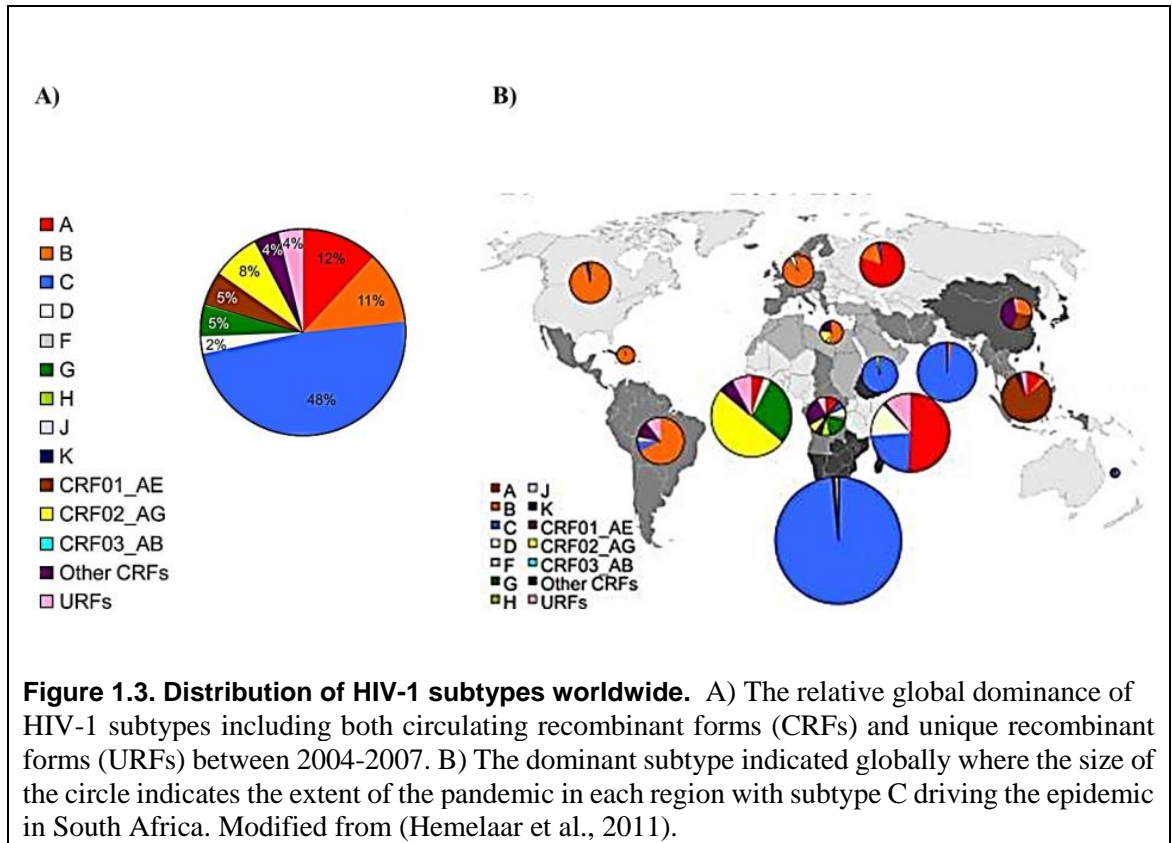 A)
B)
A
B
C
D
F
G
H
J
K
CRF01_AE
CRF02_AG
CRF03_AB
Other CRFs
URFs
4%
4%
12%
8%
11%
5%
5%
2%
48%
A J
B K
C CRF01_AE
D CRF02_AG
F CRF03_AB
G Other CRFs
H URFs
Figure 1.3. Distribution of HIV-1 subtypes worldwide. A) The relative global dominance of
HIV-1 subtypes including both circulating recombinant forms (CRFs) and unique recombinant
forms (URFs) between 2004-2007. B) The dominant subtype indicated globally where the size of
the circle indicates the extent of the pandemic in each region with subtype C driving the epidemic
in South Africa. Modified from (Hemelaar et al., 2011).